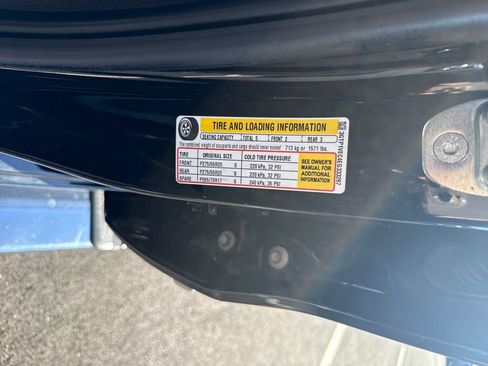 TIRE AND LOADING INFORMATION
SEATING CAPACITY TOTAL 5 FRONT 2 REAR 3
The combined weight of occupants and cargo should never exceed 713 kg or 1571 lbs.
TIRE ORIGINAL SIZE COLD TIRE PRESSURE
FRONT P275/55R20 S 220 kPa, 32 PSI
REAR P275/55R20 S 220 kPa, 32 PSI
SPARE P265/70R17 S 240 kPa, 35 PSI
SEE OWNER'S
MANUAL FOR
ADDITIONAL
INFORMATION